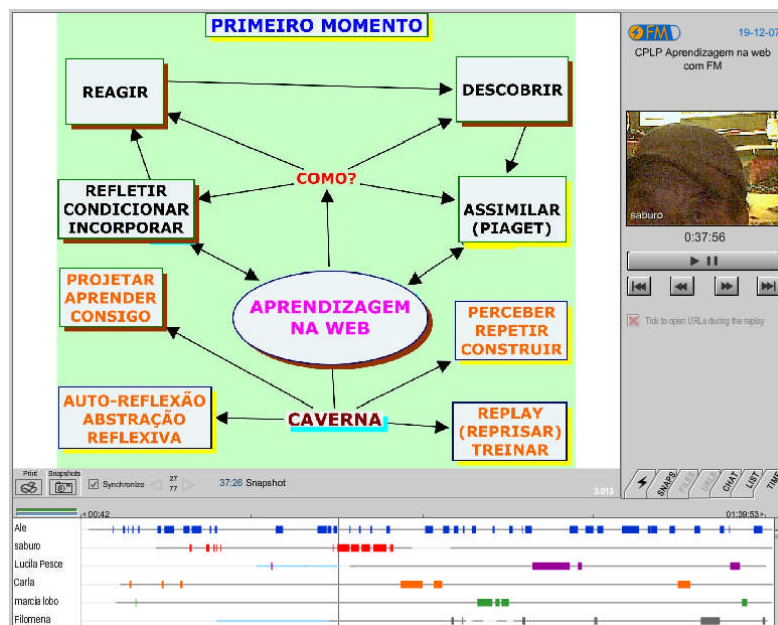 PRIMEIRO MOMENTO
REAGIR
DESCOBRIR
COMO?
REFLETIR
CONDICIONAR
INCORPORAR
ASSIMILAR
(PIAGET)
PROJETAR
APRENDER
CONSIGO
APRENDIZAGEM
NA WEB
PERCEBER
REPETIR
CONSTRUIR
AUTO-REFLEXÃO
ABSTRAÇÃO
REFLEXIVA
CAVERNA
REPLAY
(REPRISAR)
TREINAR
FM
19-12-07
CPLP Aprendizagem na web
com FM
saburo
0:37:56
Tick to open URLs during the replay
SNAPS
FILES
URLS
CHAT
LIST
TIME
Print
Snapshots
Synchronize
27
77
37:26 Snapshot
3.013
00:42
01:39:53
Ale
saburo
Lucila Pesce
Carla
marcia lobo
Filomena